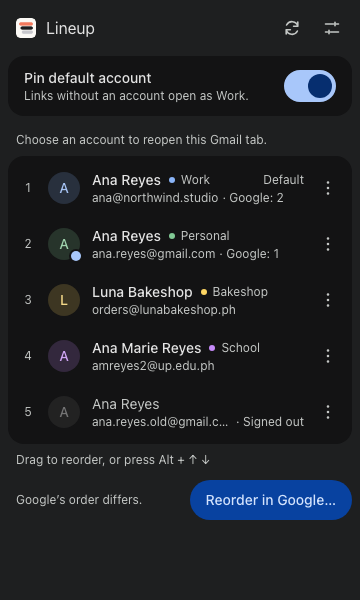 Lineup
Pin default account
Links without an account open as Work.
Choose an account to reopen this Gmail tab.
1 A Ana Reyes Work Default
ana@northwind.studio · Google: 2
2 A Ana Reyes Personal
ana.reyes@gmail.com · Google: 1
3 L Luna Bakeshop Bakeshop
orders@lunabakeshop.ph
4 A Ana Marie Reyes School
amreyes2@up.edu.ph
5 A Ana Reyes
ana.reyes.old@gmail.c... · Signed out
Drag to reorder, or press Alt + ↑ ↓
Google's order differs.
Reorder in Google...